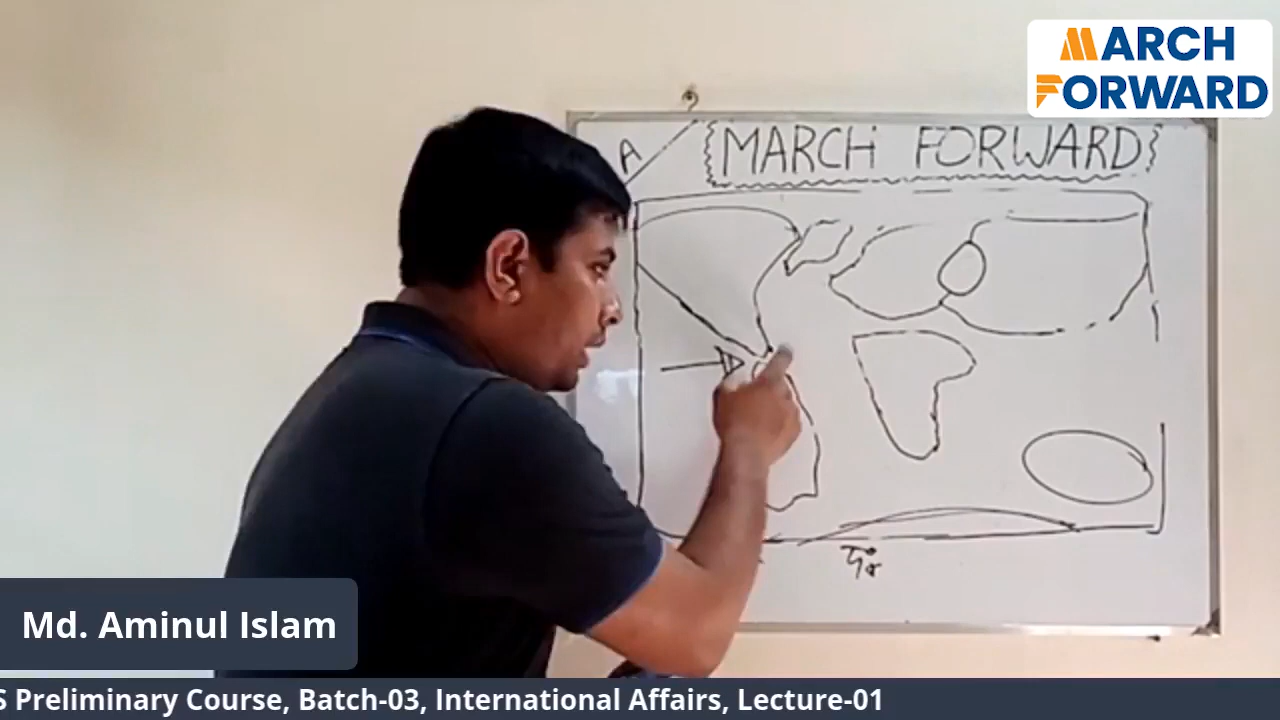 MARCH
FORWARD
A
MARCH FORWARD
Md. Aminul Islam
S Preliminary Course, Batch-03, International Affairs, Lecture-01